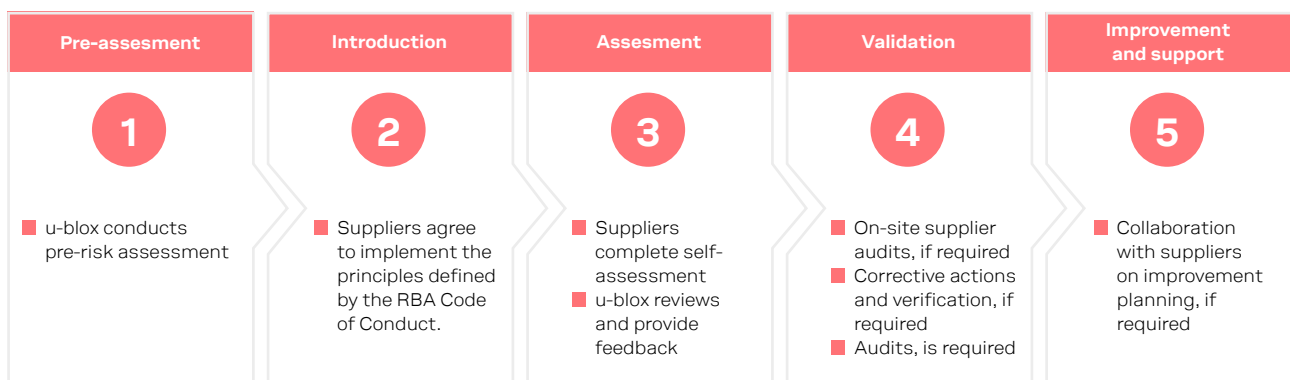 Pre-assesment
1
u-blox conducts
pre-risk assessment
Introduction
2
Suppliers agree
to implement the
principles defined
by the RBA Code
of Conduct.
Assesment
3
Suppliers
complete self-
assessment
u-blox reviews
and provide
feedback
Validation
4
On-site supplier
audits, if required
Corrective actions
and verification, if
required
Audits, is required
Improvement
and support
5
Collaboration
with suppliers
on improvement
planning, if
required